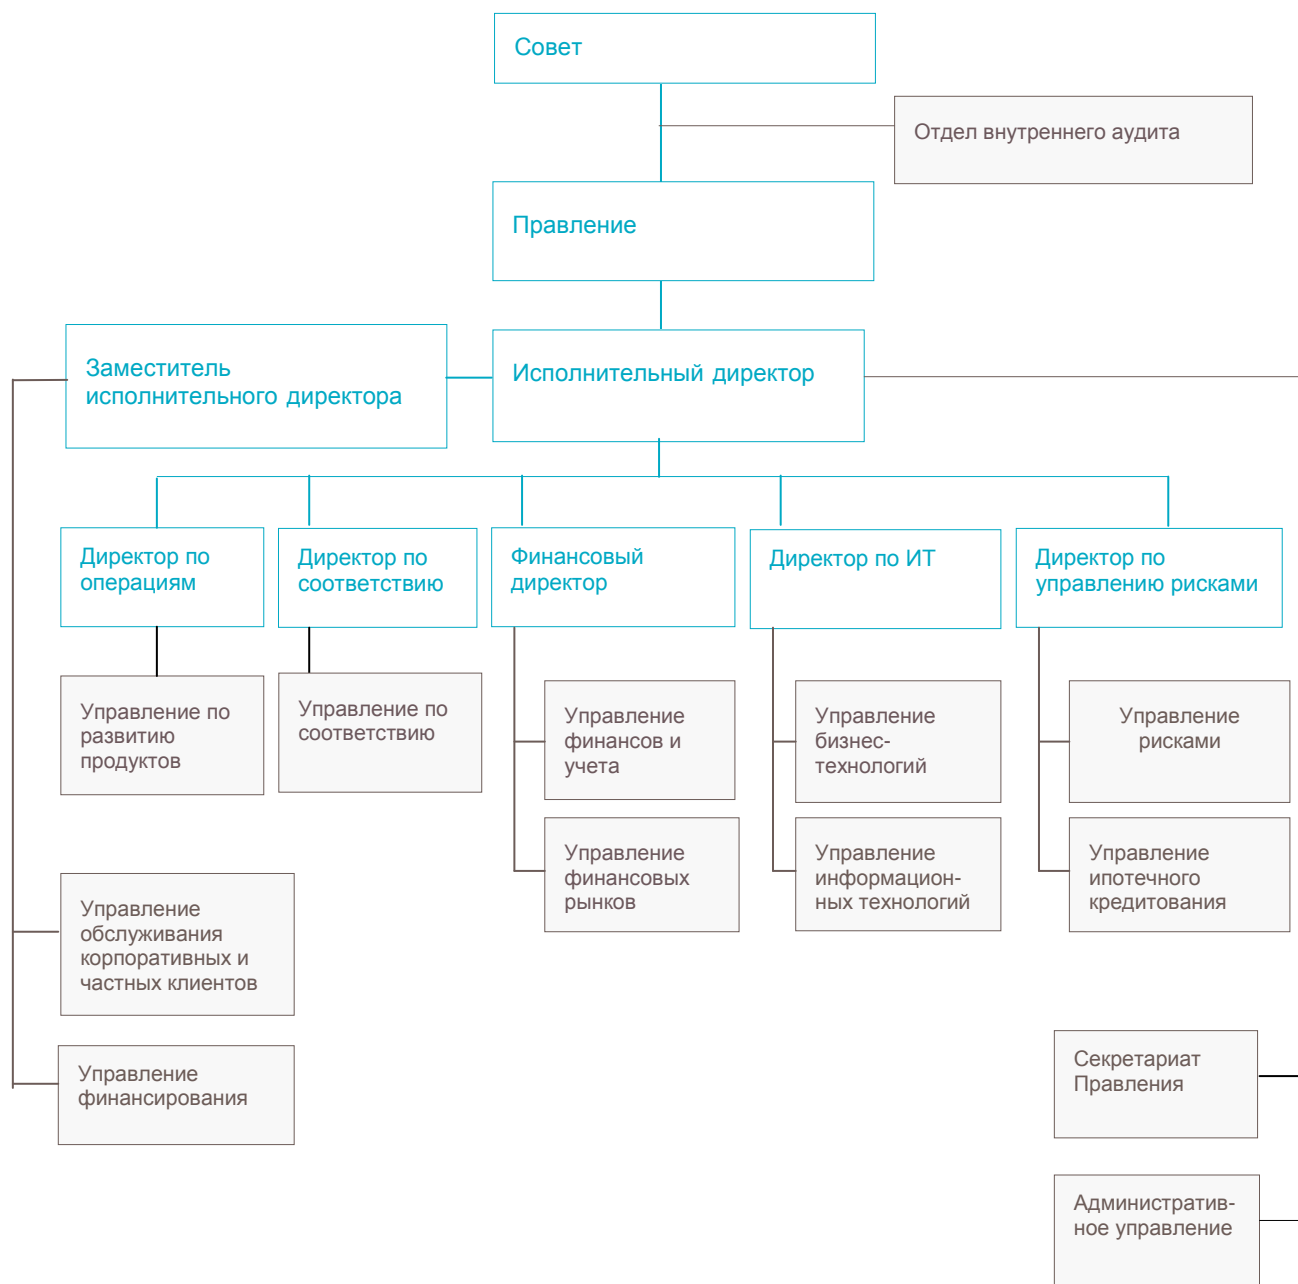 Совет
Отдел внутреннего аудита
Правление
Заместитель
исполнительного директора
Исполнительный директор
Директор по
операциям
Директор по
соответствию
Финансовый
директор
Директор по ИТ
Директор по
управлению рисками
Управление по
развитию
продуктов
Управление по
соответствию
Управление
финансов и
учета
Управление
бизнес-
технологий
Управление
рисками
Управление
финансовых
рынков
Управление
информацион-
ных технологий
Управление
ипотечного
кредитования
Управление
обслуживания
корпоративных и
частных клиентов
Управление
финансирования
Секретариат
Правления
Административ-
ное управление